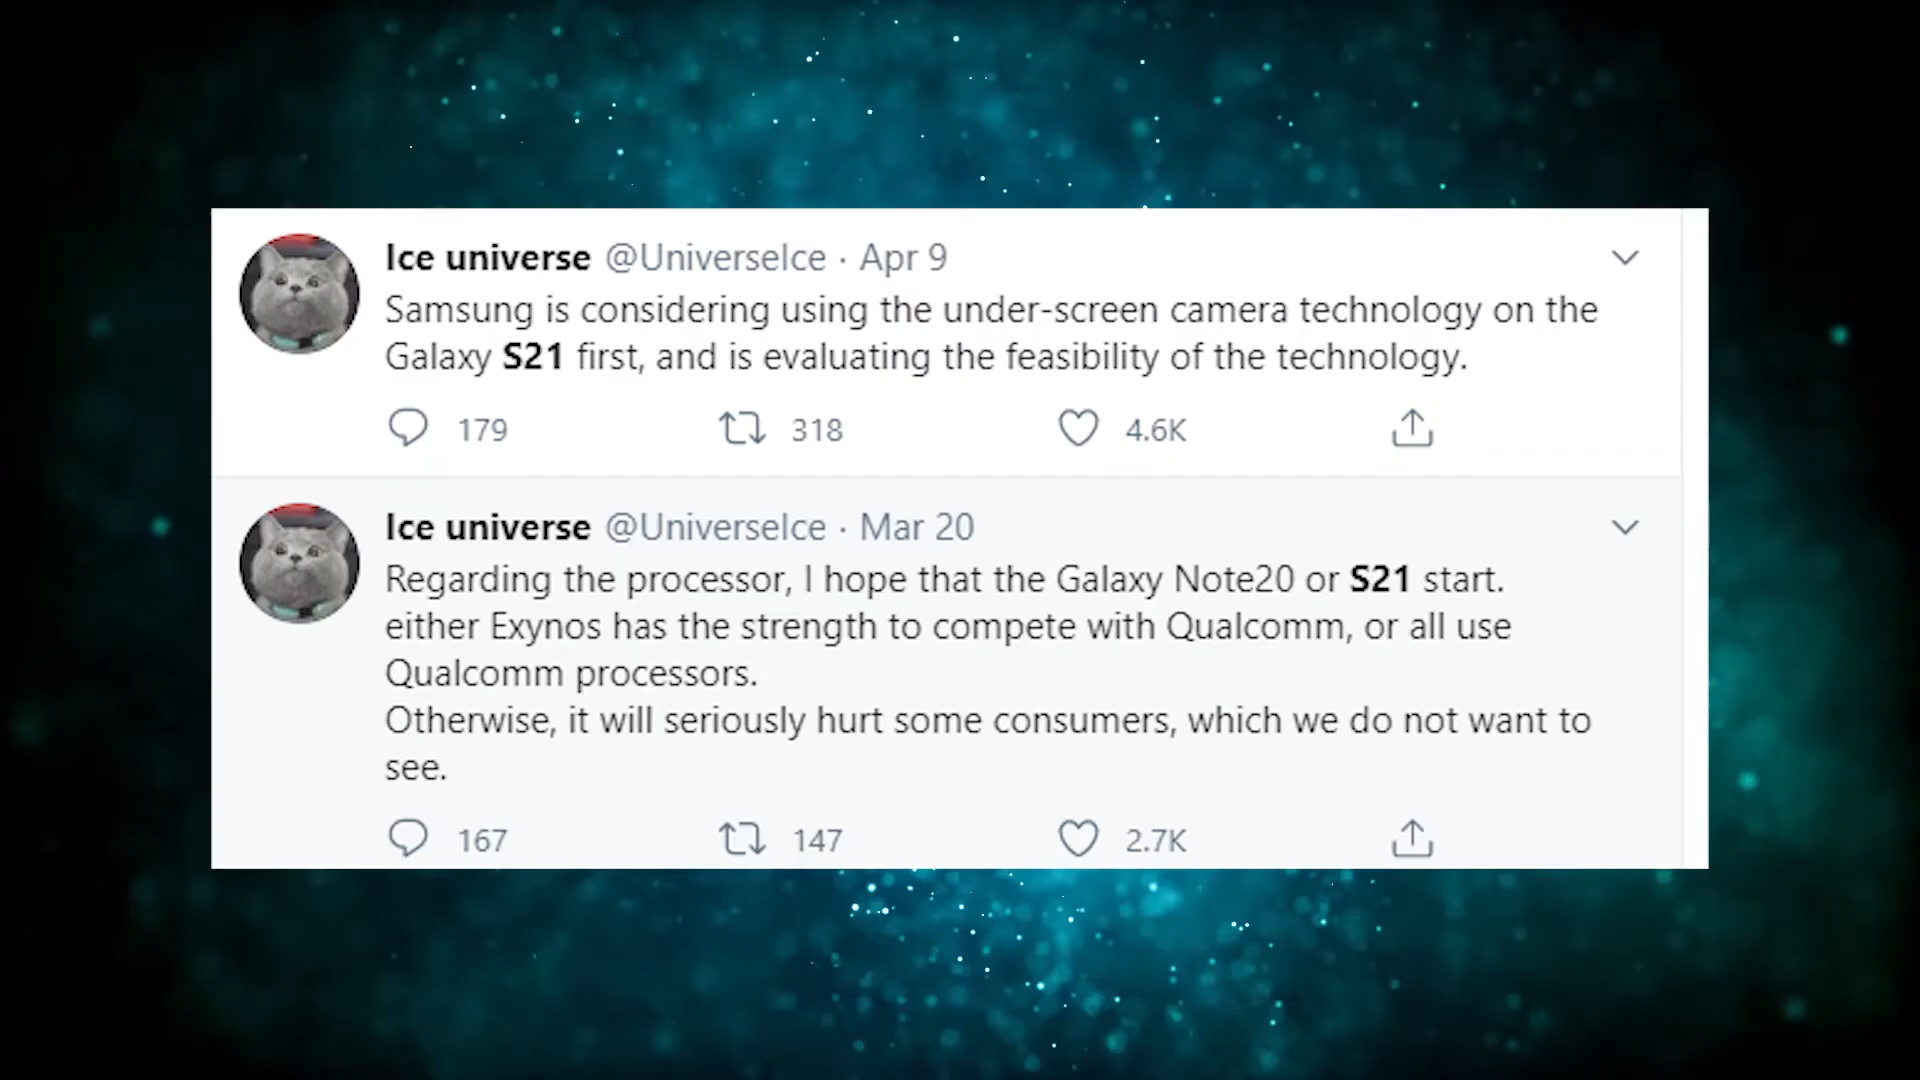 Ice universe @UniverseIce · Apr 9
Samsung is considering using the under-screen camera technology on the
Galaxy S21 first, and is evaluating the feasibility of the technology.
179 318 4.6K
Ice universe @UniverseIce · Mar 20
Regarding the processor, I hope that the Galaxy Note20 or S21 start.
either Exynos has the strength to compete with Qualcomm, or all use
Qualcomm processors.
Otherwise, it will seriously hurt some consumers, which we do not want to
see.
167 147 2.7K